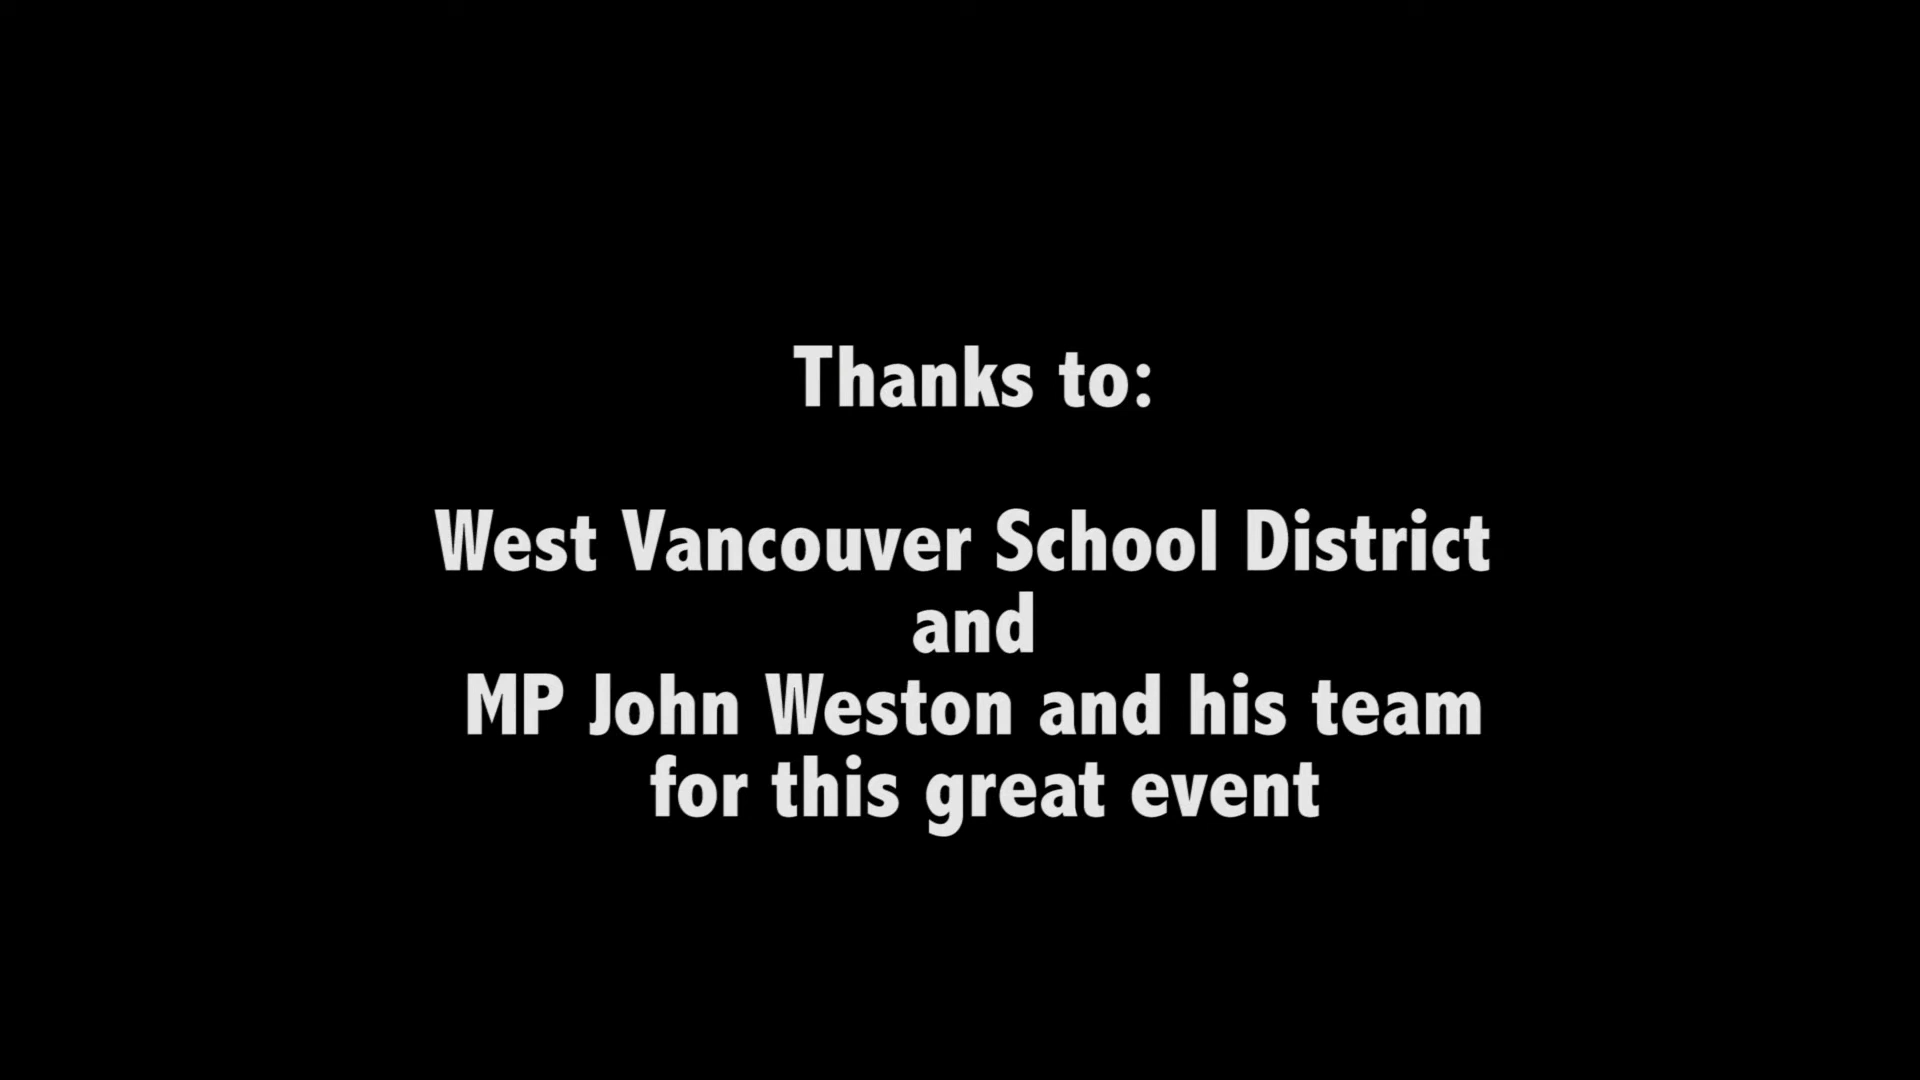 Thanks to:
West Vancouver School District
and
MP John Weston and his team
for this great event